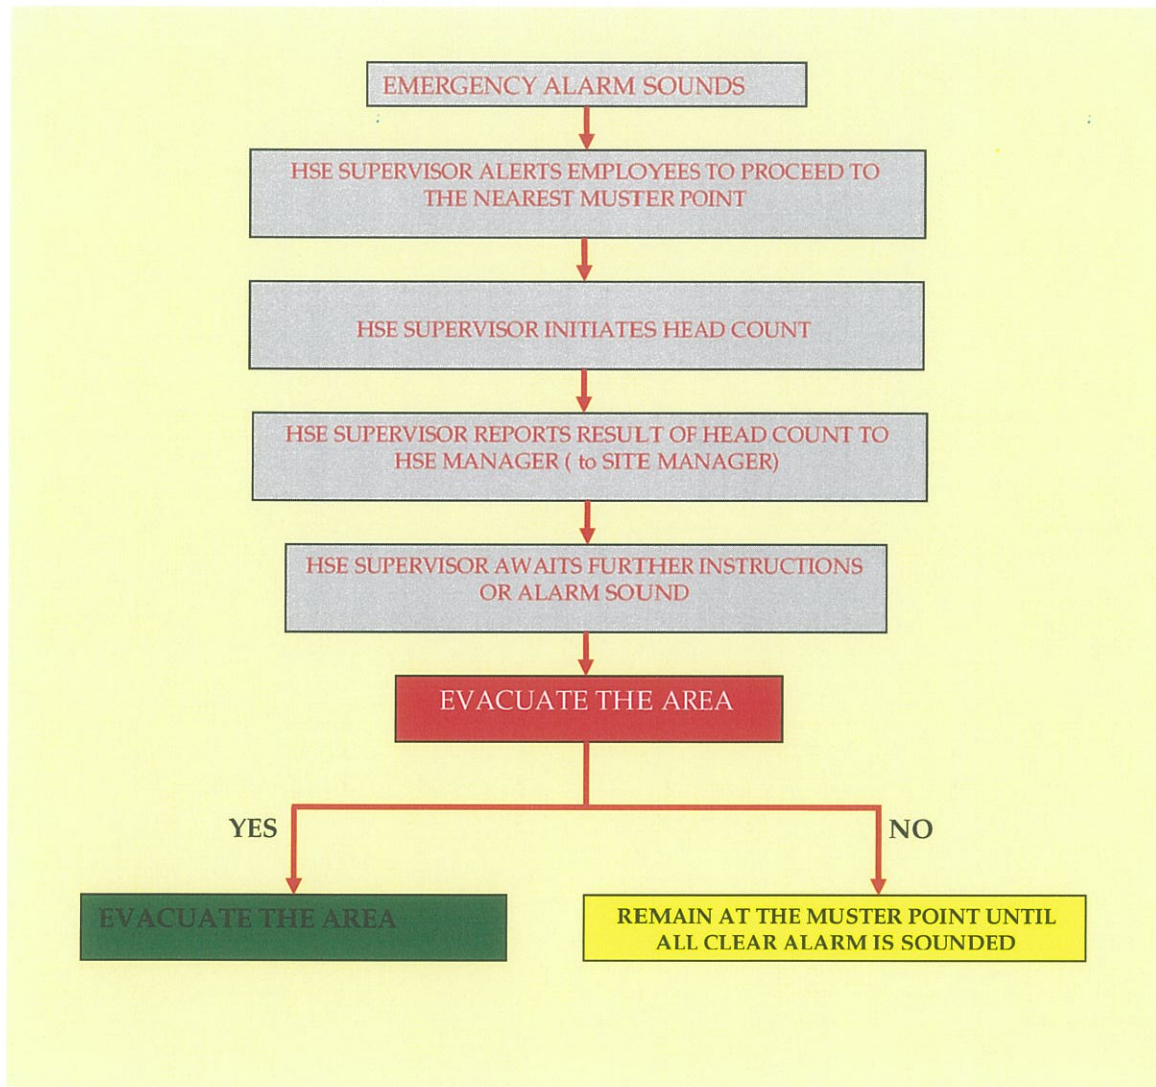 EMERGENCY ALARM SOUNDS
HSE SUPERVISOR ALERTS EMPLOYEES TO PROCEED TO
THE NEAREST MUSTER POINT
HSE SUPERVISOR INITIATES HEAD COUNT
HSE SUPERVISOR REPORTS RESULT OF HEAD COUNT TO
HSE MANAGER ( to SITE MANAGER)
HSE SUPERVISOR AWAITS FURTHER INSTRUCTIONS
OR ALARM SOUND
EVACUATE THE AREA
YES
NO
EVACUATE THE AREA
REMAIN AT THE MUSTER POINT UNTIL
ALL CLEAR ALARM IS SOUNDED